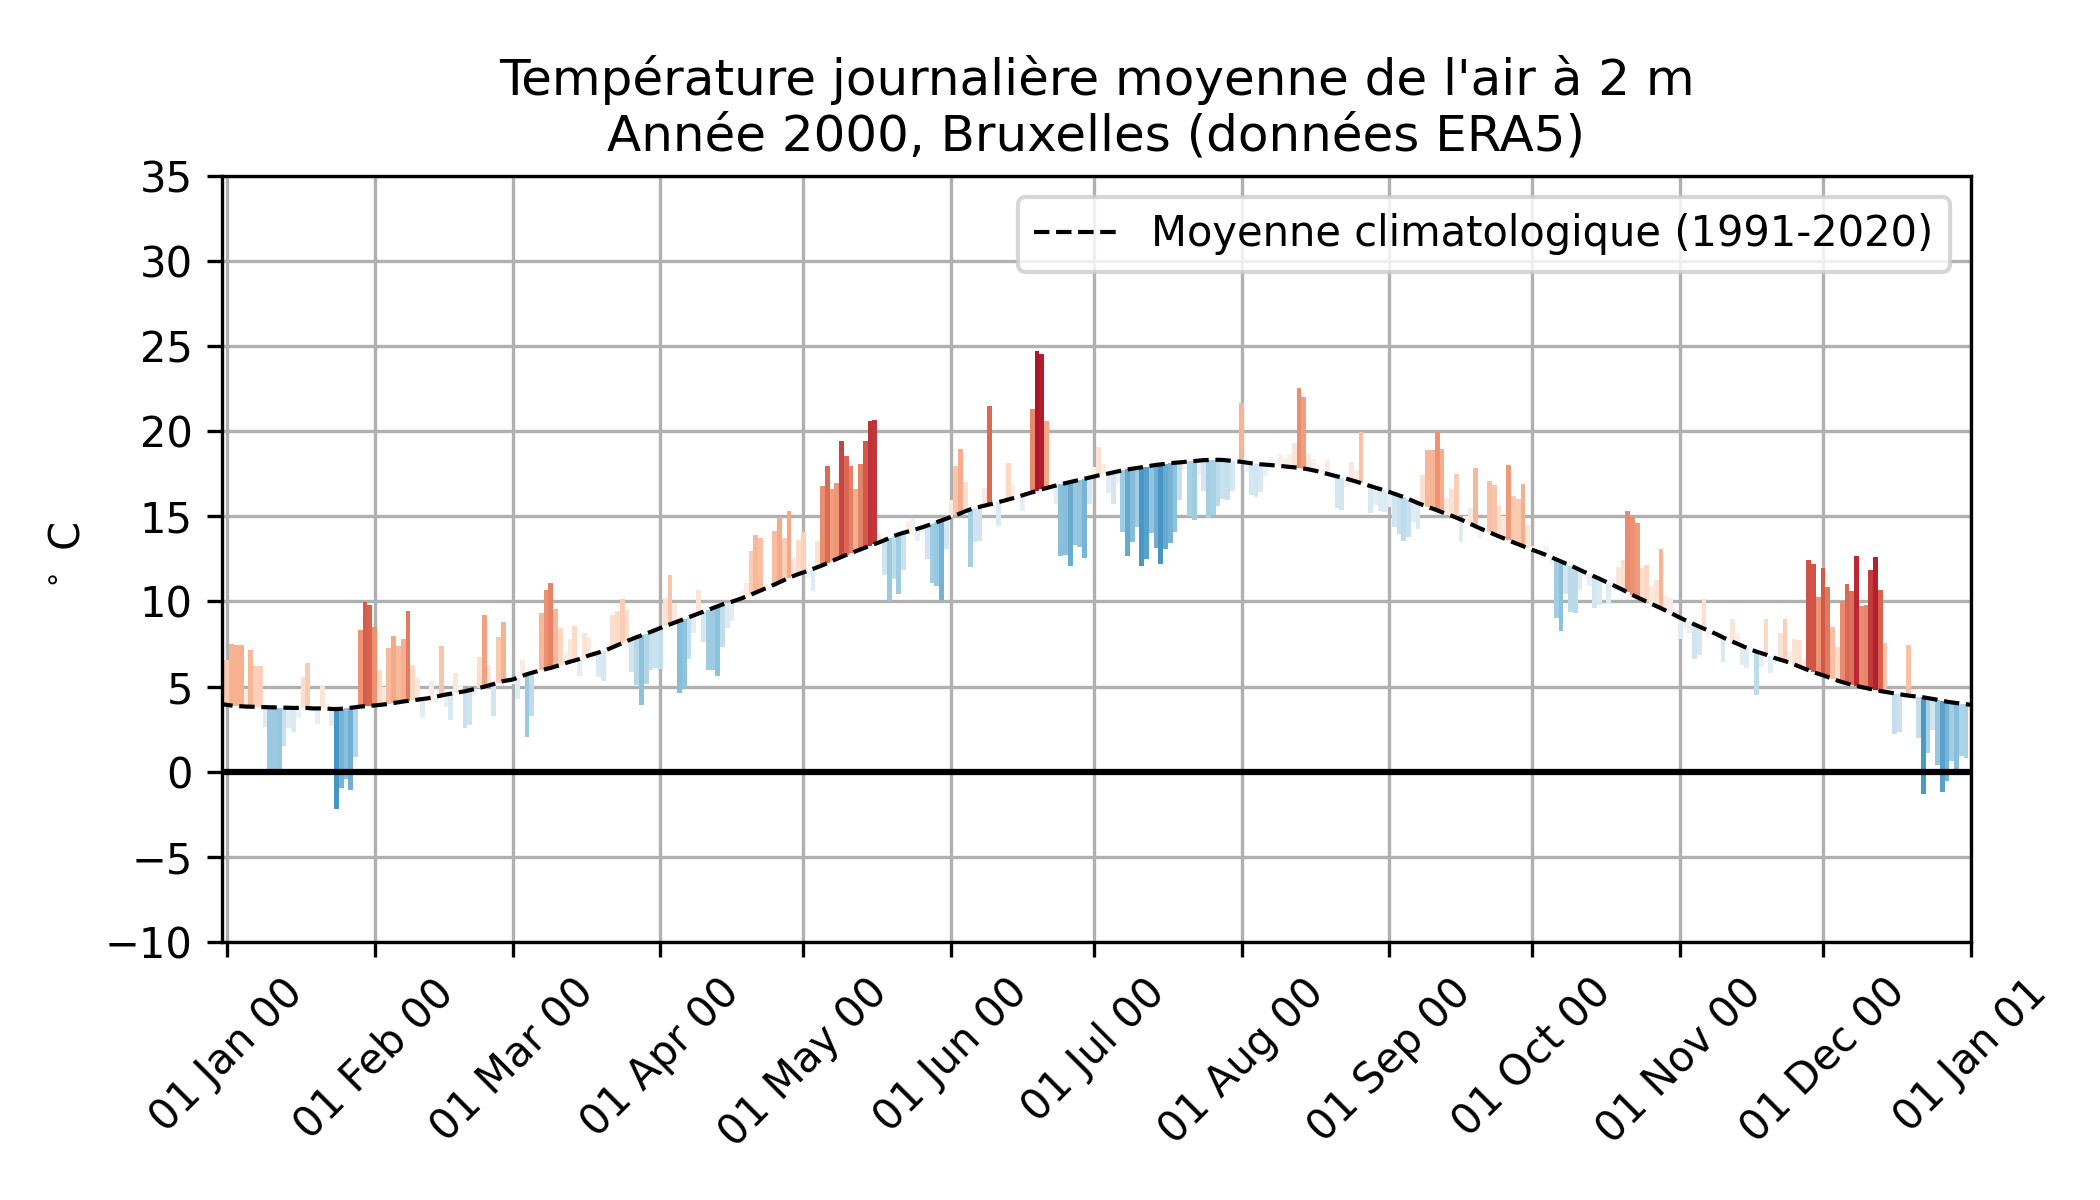 Température journalière moyenne de l'air à 2 m
Année 2000, Bruxelles (données ERA5)
Moyenne climatologique (1991-2020)
° C
35
30
25
20
15
10
5
0
−5
−10
01 Jan 00
01 Feb 00
01 Mar 00
01 Apr 00
01 May 00
01 Jun 00
01 Jul 00
01 Aug 00
01 Sep 00
01 Oct 00
01 Nov 00
01 Dec 00
01 Jan 01